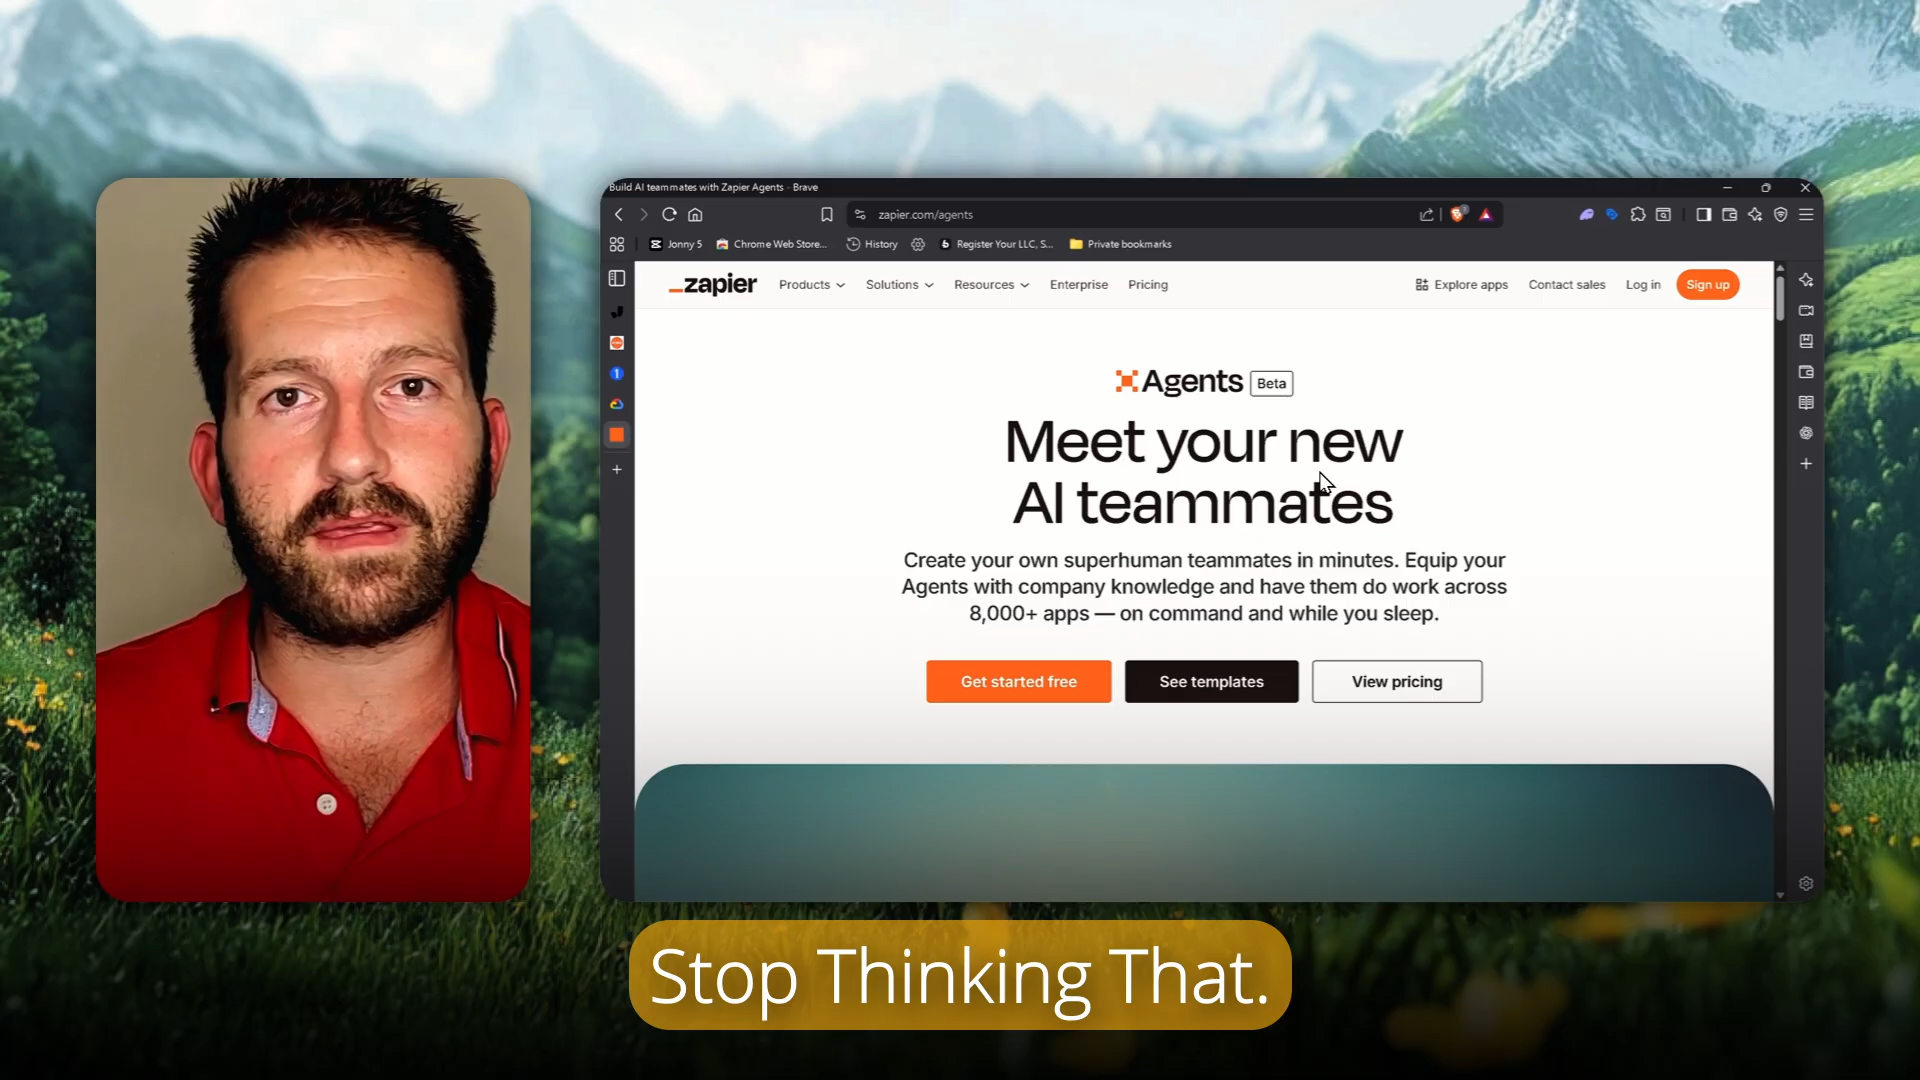 Build AI teammates with Zapier Agents - Brave
zapier.com/agents
Jonny 5
Chrome Web Store...
History
Register Your LLC, S...
Private bookmarks
zapier
Products
Solutions
Resources
Enterprise
Pricing
Explore apps
Contact sales
Log in
Sign up
Agents Beta
Meet your new
AI teammates
Create your own superhuman teammates in minutes. Equip your
Agents with company knowledge and have them do work across
8,000+ apps — on command and while you sleep.
Get started free
See templates
View pricing
Stop Thinking That.